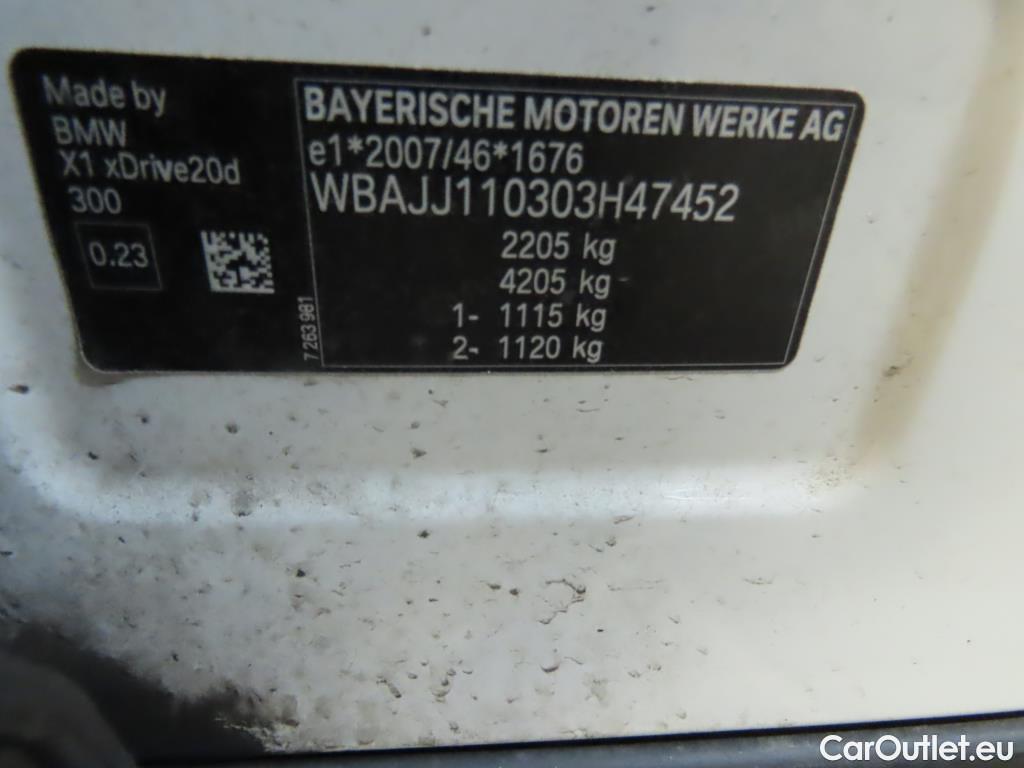 Made by
BMW
X1 xDrive20d
300
0.23
7263981
BAYERISCHE MOTOREN WERKE AG
e1*2007/46*1676
WBAJJ110303H47452
2205 kg
4205 kg
1- 1115 kg
2- 1120 kg
CarOutlet.eu